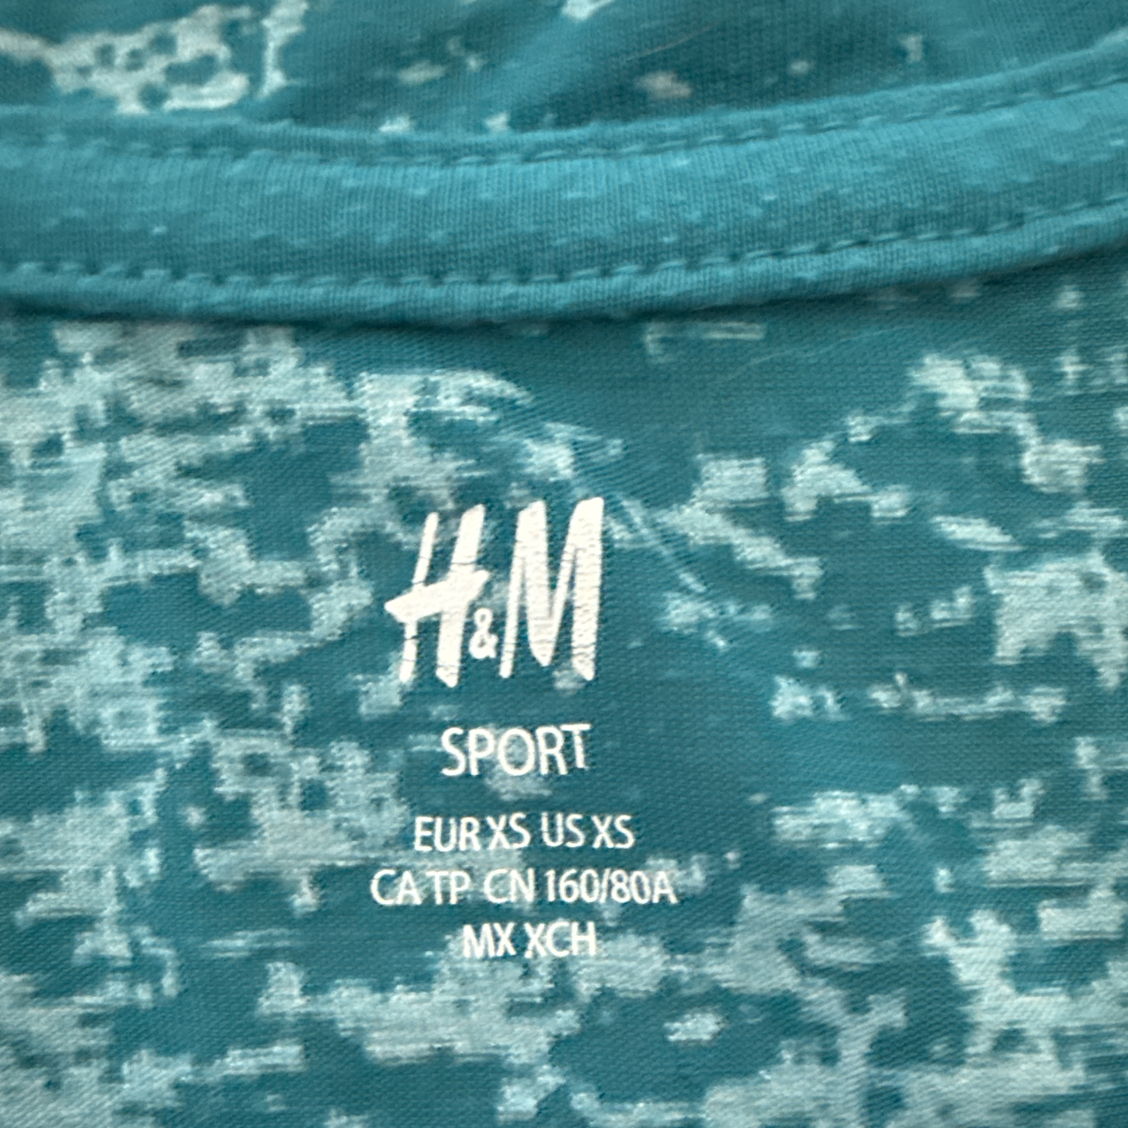 H&M
SPORT
EUR XS US XS
CA TP CN 160/80A
MX XCH